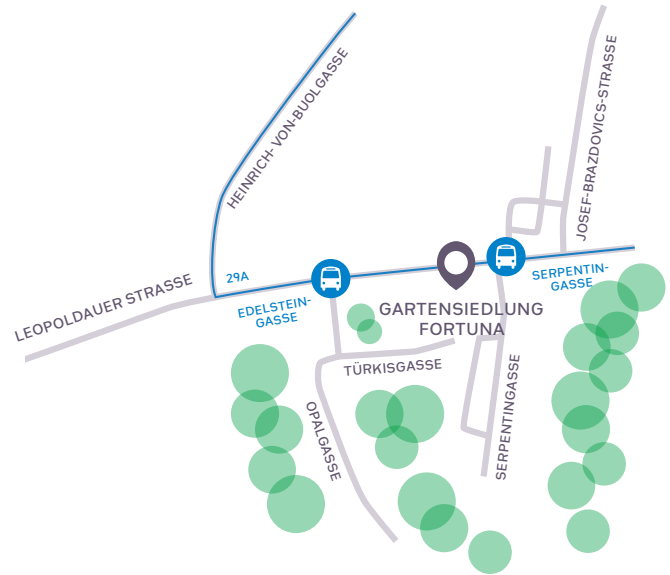 HEINRICH-VON-BUOLGASSE
JOSEF-BRAZDOVICS-STRASSE
LEOPOLDAUER STRASSE
29A
EDELSTEIN-
GASSE
SERPENTIN-
GASSE
GARTENSIEDLUNG
FORTUNA
TÜRKISGASSE
OPALGASSE
SERPENTINGASSE